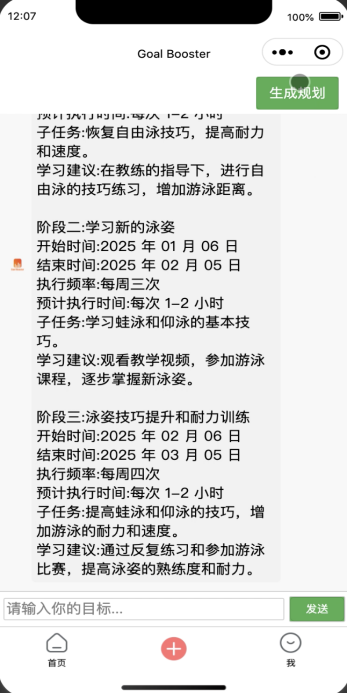 12:07
100%
Goal Booster
生成规划
预计执行时间:每次 1-2 小时
子任务:恢复自由泳技巧，提高耐力
和速度。
学习建议:在教练的指导下，进行自
由泳的技巧练习，增加游泳距离。
阶段二:学习新的泳姿
开始时间:2025 年 01 月 06 日
结束时间:2025 年 02 月 05 日
执行频率:每周三次
预计执行时间:每次 1-2 小时
子任务:学习蛙泳和仰泳的基本技
巧。
学习建议:观看教学视频，参加游泳
课程，逐步掌握新泳姿。
阶段三:泳姿技巧提升和耐力训练
开始时间:2025 年 02 月 06 日
结束时间:2025 年 03 月 05 日
执行频率:每周四次
预计执行时间:每次 1-2 小时
子任务:提高蛙泳和仰泳的技巧，增
加游泳的耐力和速度。
学习建议:通过反复练习和参加游泳
比赛，提高泳姿的熟练度和耐力。
请输入你的目标...
发送
首页
我